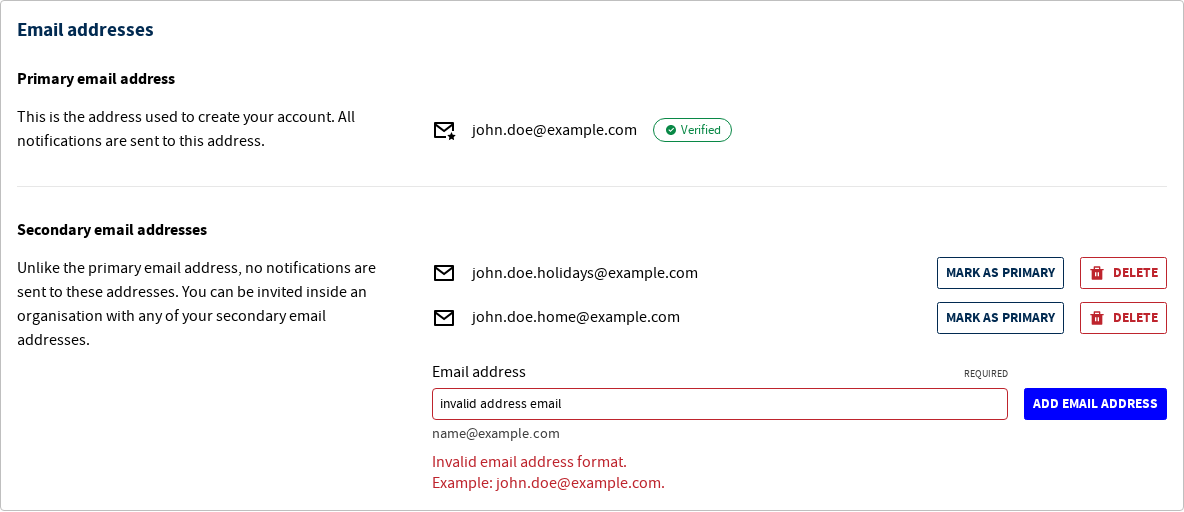 Email addresses
Primary email address
This is the address used to create your account. All
notifications are sent to this address.
john.doe@example.com
Verified
Secondary email addresses
Unlike the primary email address, no notifications are
sent to these addresses. You can be invited inside an
organisation with any of your secondary email
addresses.
john.doe.holidays@example.com
MARK AS PRIMARY
DELETE
john.doe.home@example.com
MARK AS PRIMARY
DELETE
Email address
REQUIRED
invalid address email
ADD EMAIL ADDRESS
name@example.com
Invalid email address format.
Example: john.doe@example.com.